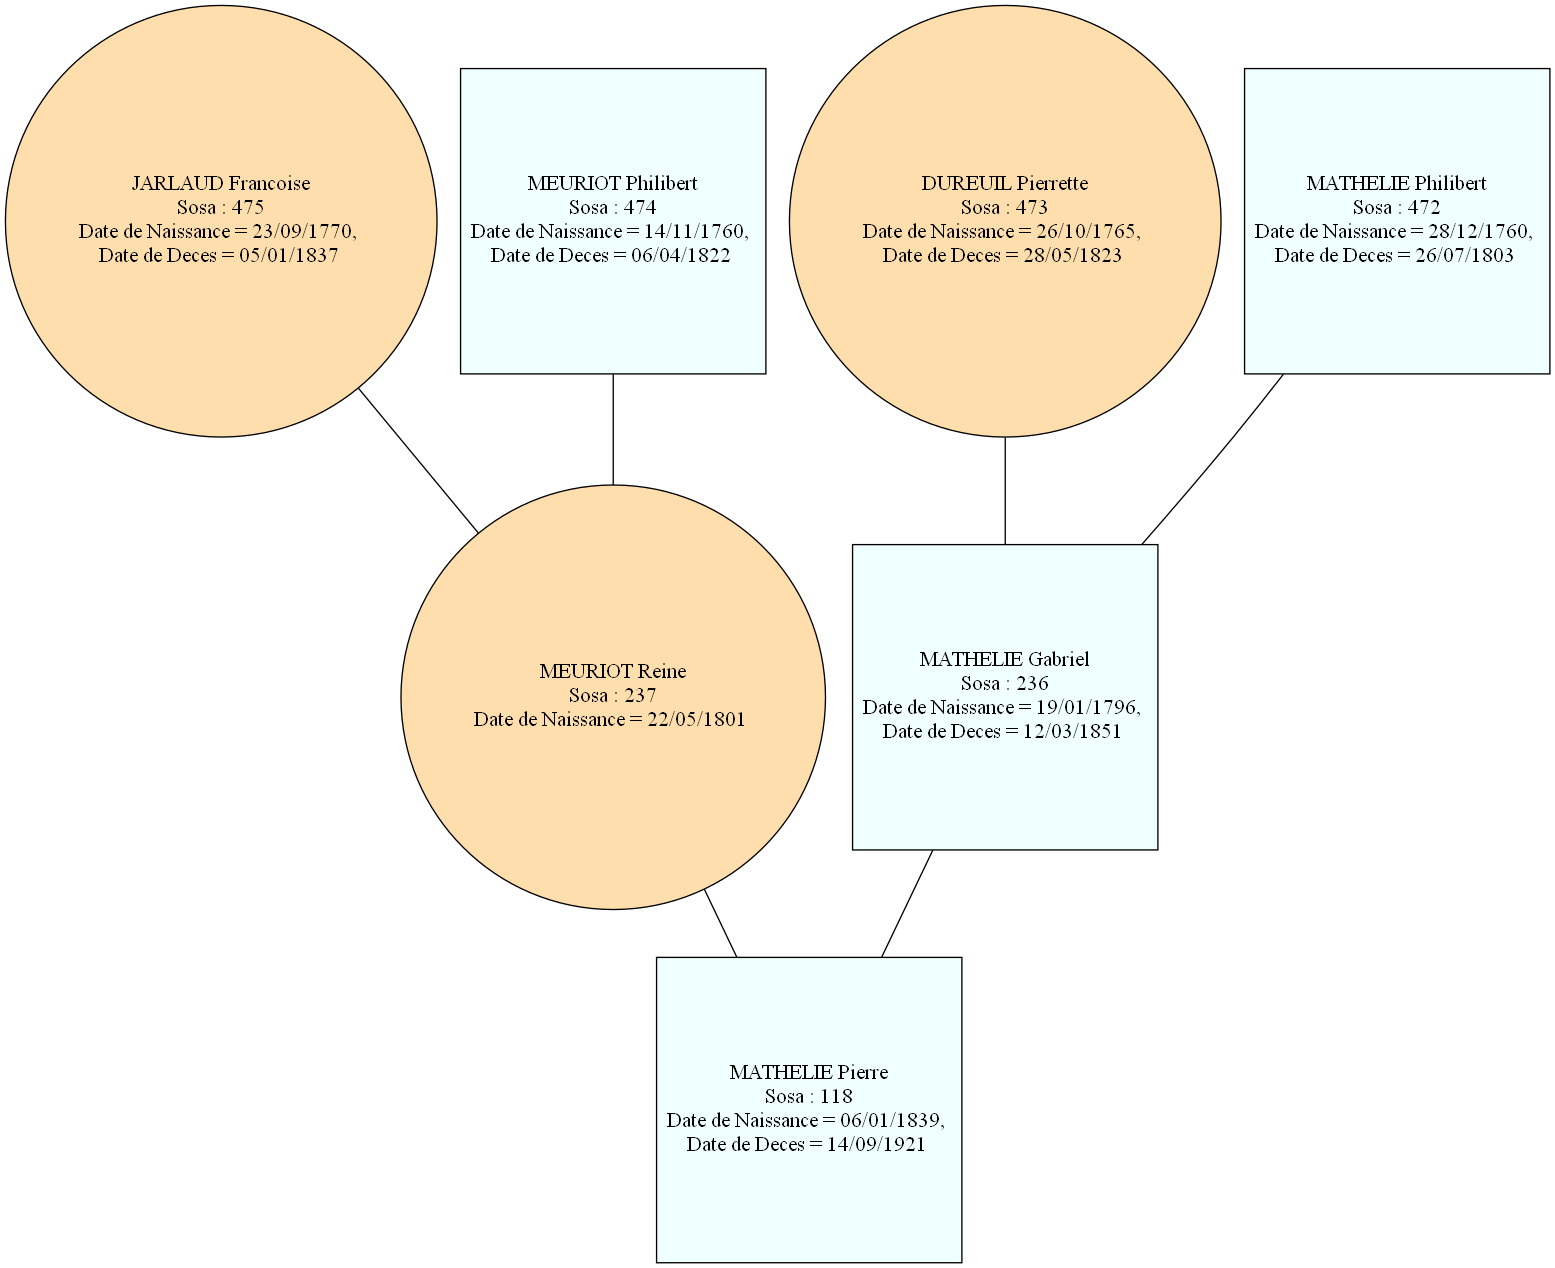 JARLAUD Francoise
Sosa : 475
Date de Naissance = 23/09/1770,
Date de Deces = 05/01/1837
MEURIOT Philibert
Sosa : 474
Date de Naissance = 14/11/1760,
Date de Deces = 06/04/1822
DUREUIL Pierrette
Sosa : 473
Date de Naissance = 26/10/1765,
Date de Deces = 28/05/1823
MATHELIE Philibert
Sosa : 472
Date de Naissance = 28/12/1760,
Date de Deces = 26/07/1803
MEURIOT Reine
Sosa : 237
Date de Naissance = 22/05/1801
MATHELIE Gabriel
Sosa : 236
Date de Naissance = 19/01/1796,
Date de Deces = 12/03/1851
MATHELIE Pierre
Sosa : 118
Date de Naissance = 06/01/1839,
Date de Deces = 14/09/1921